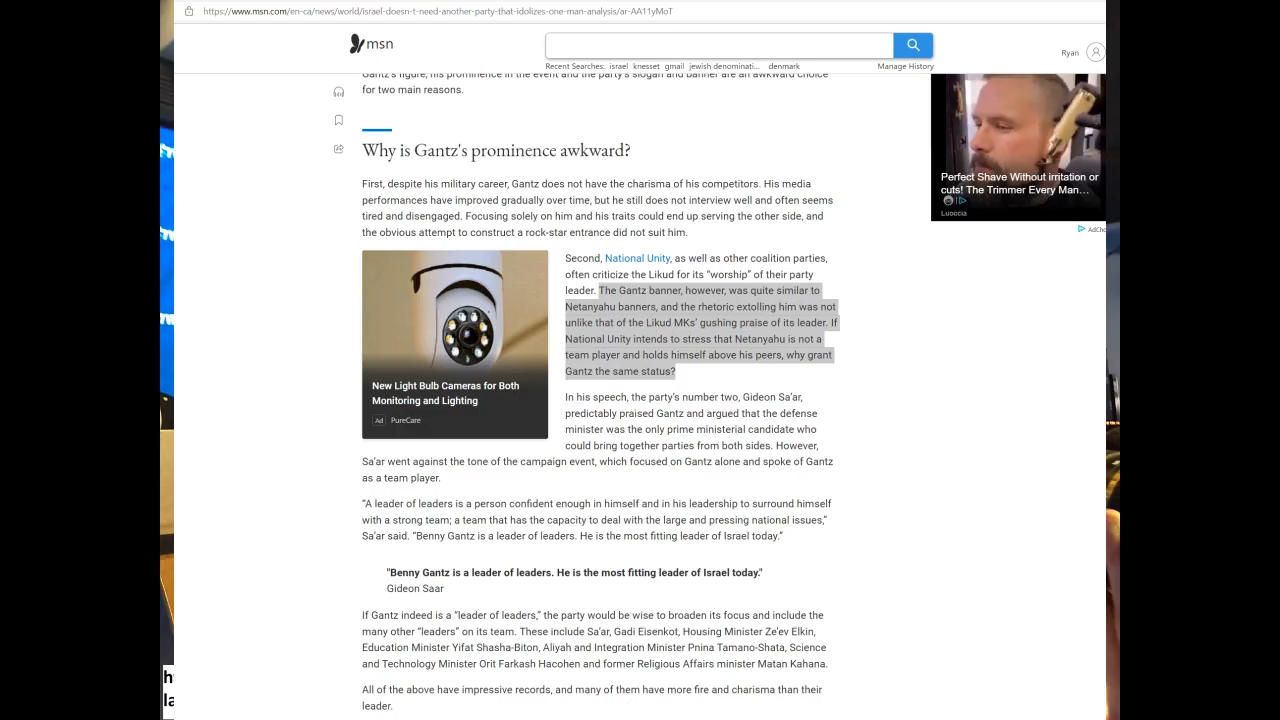 https://www.msn.com/en-ca/news/world/israel-doesn-t-need-another-party-that-idolizes-one-man-analysis/ar-AA11yMoT
msn
Ryan
Recent Searches: israel knesset gmail jewish denominati... denmark Manage History
Gantz's figure, his prominence in the event and the party's slogan and banner are an awkward choice
for two main reasons.
Why is Gantz's prominence awkward?
First, despite his military career, Gantz does not have the charisma of his competitors. His media
performances have improved gradually over time, but he still does not interview well and often seems
tired and disengaged. Focusing solely on him and his traits could end up serving the other side, and
the obvious attempt to construct a rock-star entrance did not suit him.
New Light Bulb Cameras for Both
Monitoring and Lighting
Ad PureCare
Second, National Unity, as well as other coalition parties,
often criticize the Likud for its “worship” of their party
leader. The Gantz banner, however, was quite similar to
Netanyahu banners, and the rhetoric extolling him was not
unlike that of the Likud MKs’ gushing praise of its leader. If
National Unity intends to stress that Netanyahu is not a
team player and holds himself above his peers, why grant
Gantz the same status?
In his speech, the party’s number two, Gideon Sa’ar,
predictably praised Gantz and argued that the defense
minister was the only prime ministerial candidate who
could bring together parties from both sides. However,
Sa’ar went against the tone of the campaign event, which focused on Gantz alone and spoke of Gantz
as a team player.
“A leader of leaders is a person confident enough in himself and in his leadership to surround himself
with a strong team; a team that has the capacity to deal with the large and pressing national issues,”
Sa’ar said. “Benny Gantz is a leader of leaders. He is the most fitting leader of Israel today.”
"Benny Gantz is a leader of leaders. He is the most fitting leader of Israel today."
Gideon Saar
If Gantz indeed is a “leader of leaders,” the party would be wise to broaden its focus and include the
many other “leaders” on its team. These include Sa’ar, Gadi Eisenkot, Housing Minister Ze’ev Elkin,
Education Minister Yifat Shasha-Biton, Aliyah and Integration Minister Pnina Tamano-Shata, Science
and Technology Minister Orit Farkash Hacohen and former Religious Affairs minister Matan Kahana.
All of the above have impressive records, and many of them have more fire and charisma than their
leader.
Perfect Shave Without irritation or
cuts! The Trimmer Every Man...
Luoccia
AdCho
h
la